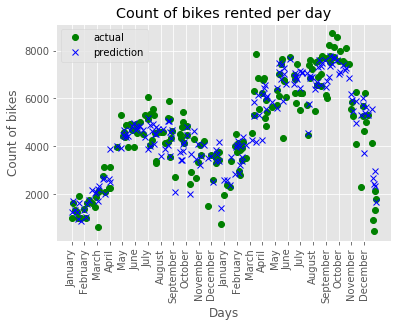 Count of bikes rented per day
actual
prediction
Count of bikes
8000
6000
4000
2000
January
February
March
April
May
June
July
August
September
October
November
December
January
February
March
April
May
June
July
August
September
October
November
December
Days